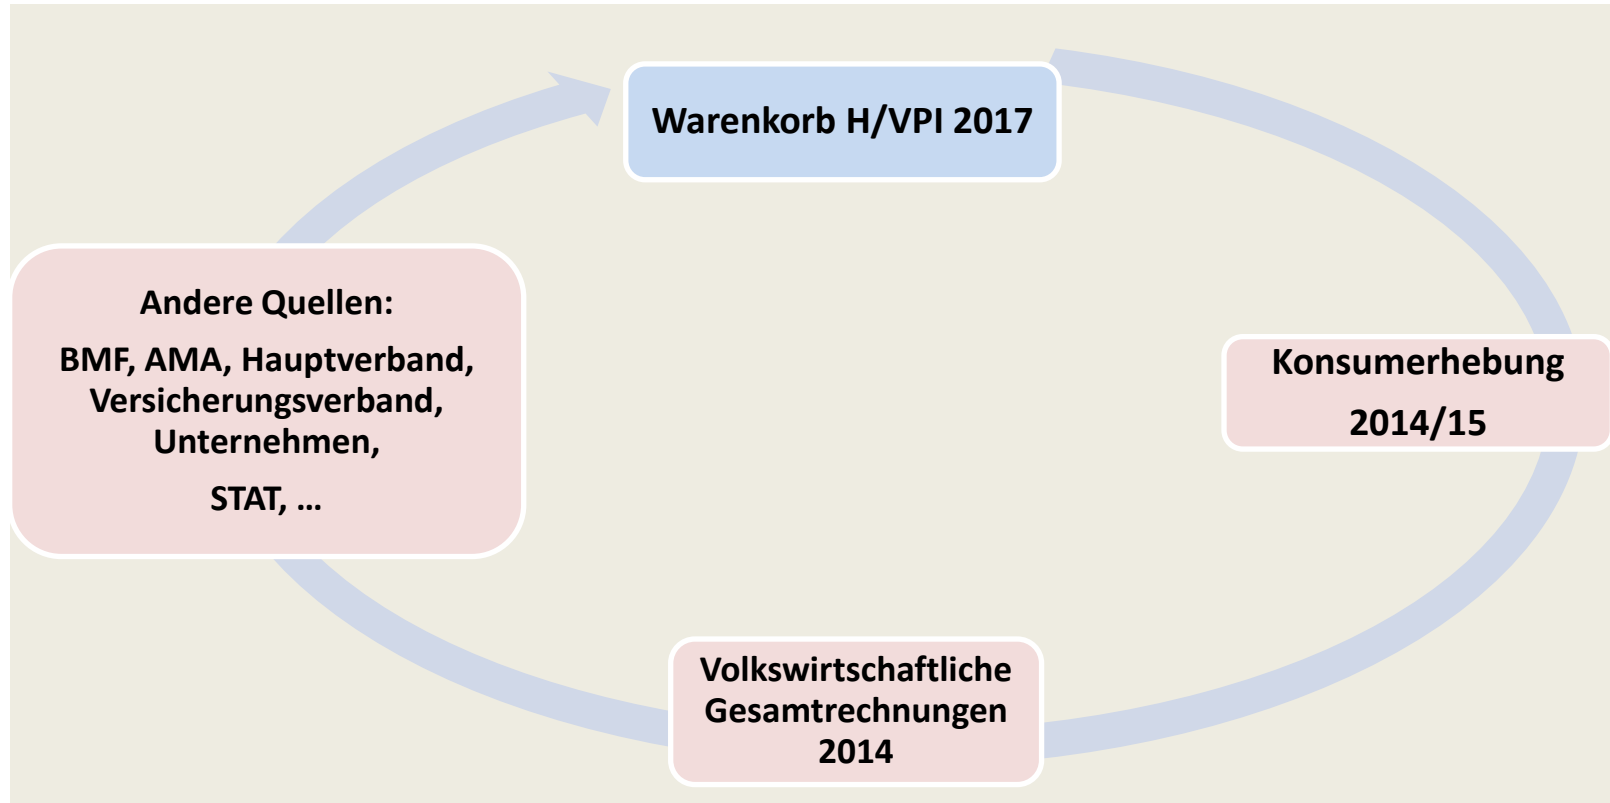 Warenkorb H/VPI 2017
Andere Quellen:
BMF, AMA, Hauptverband,
Versicherungsverband,
Unternehmen,
STAT, …
Konsumerhebung
2014/15
Volkswirtschaftliche
Gesamtrechnungen
2014